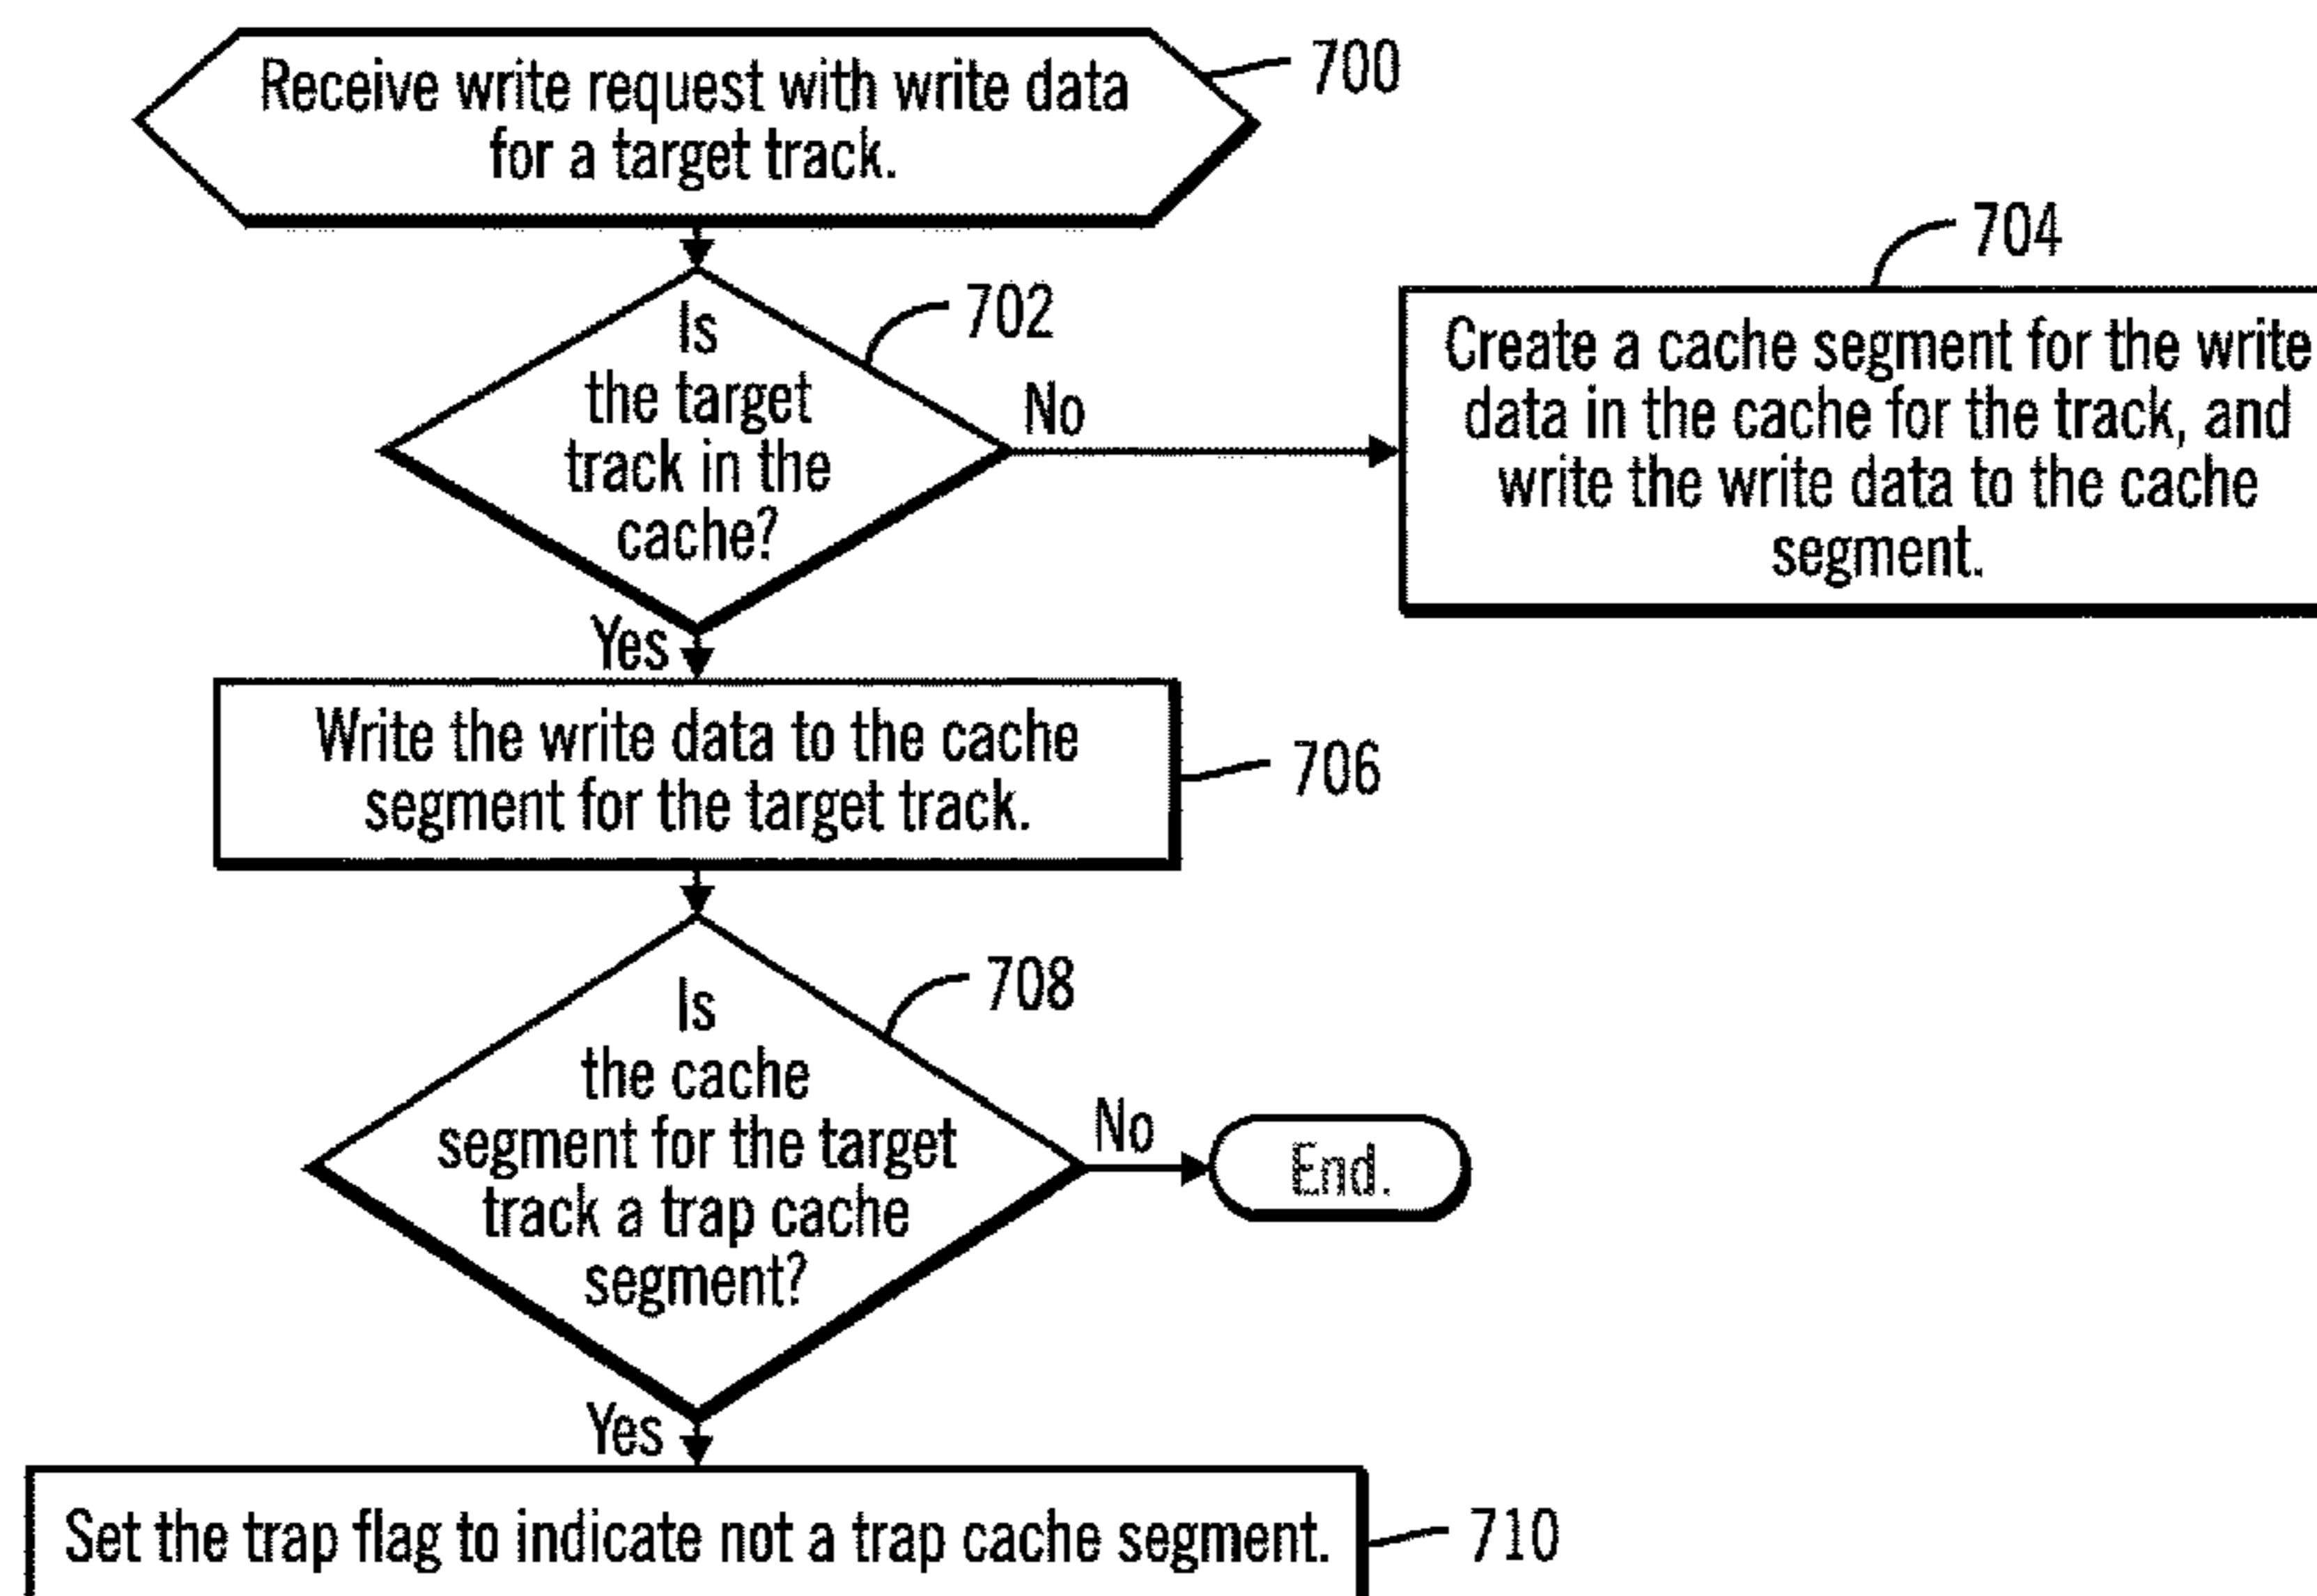 Receive write request with write data
for a target track.
700
Is
the target
track in the
cache?
702
No
704
Create a cache segment for the write
data in the cache for the track, and
write the write data to the cache
segment.
Yes
Write the write data to the cache
segment for the target track.
706
Is
the cache
segment for the target
track a trap cache
segment?
708
No
End.
Yes
Set the trap flag to indicate not a trap cache segment.
710